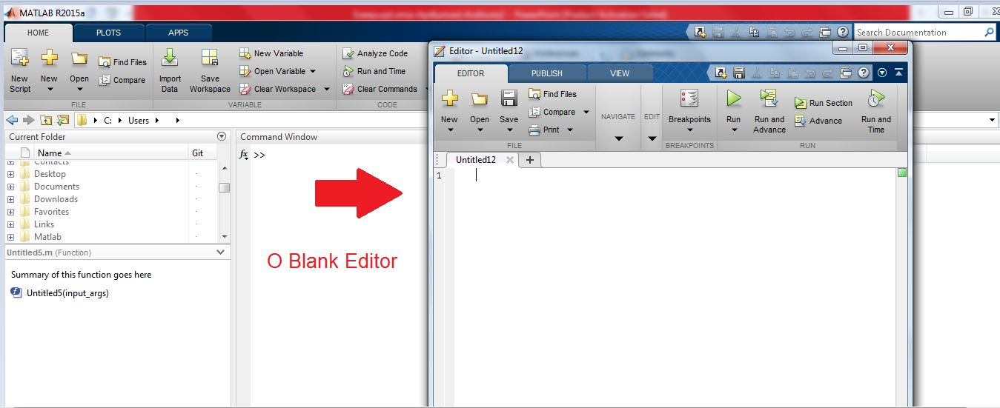 MATLAB R2015a
HOME PLOTS APPS
Search Documentation
New Script
New
Open
Find Files
Compare
FILE
Import Data
Save Workspace
New Variable
Open Variable
Clear Workspace
VARIABLE
Analyze Code
Run and Time
Clear Commands
CODE
C: Users
Current Folder
Name Git
Contacts
Desktop
Documents
Downloads
Favorites
Links
Matlab
Untitled5.m (Function)
Summary of this function goes here
Untitled5(input_args)
Command Window
fx >>
O Blank Editor
Editor - Untitled12
EDITOR PUBLISH VIEW
New
Open
Save
Find Files
Compare
Print
FILE
NAVIGATE
EDIT
Breakpoints
BREAKPOINTS
Run
Run and Advance
Run Section
Advance
Run and Time
RUN
Untitled12
1